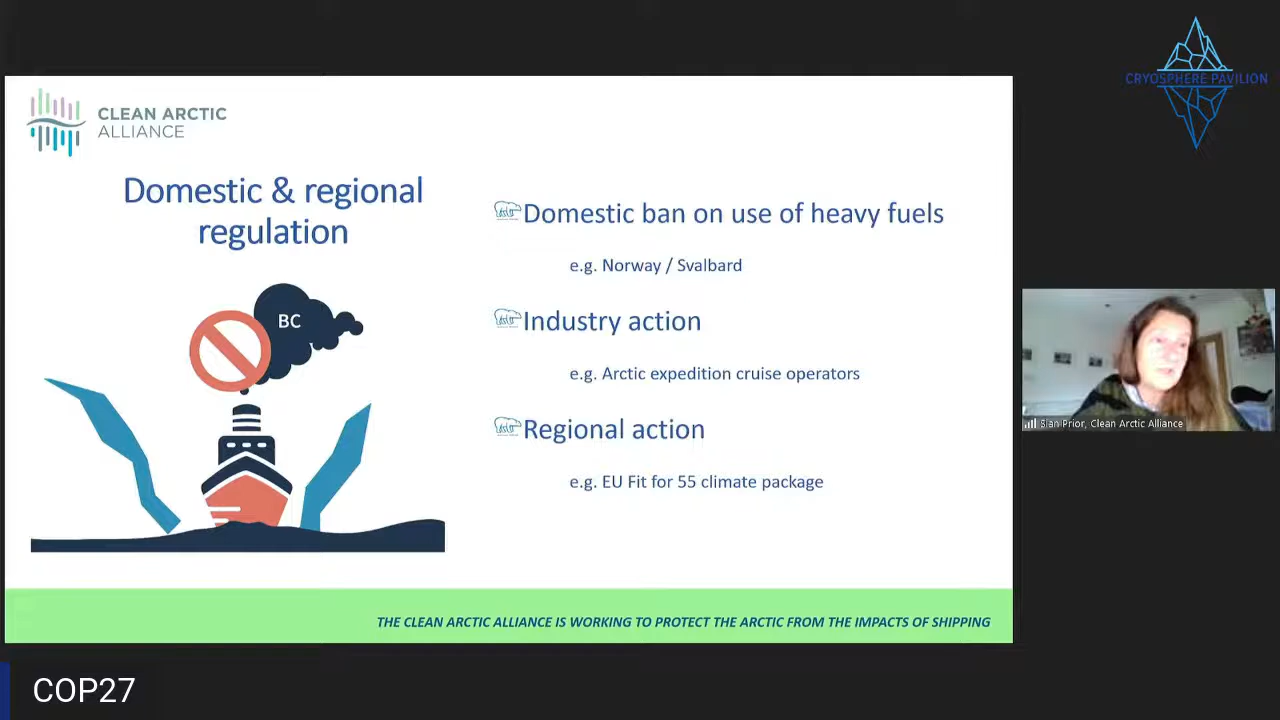 CRYOSPHERE PAVILION
CLEAN ARCTIC
ALLIANCE
Domestic & regional
regulation
BC
Domestic ban on use of heavy fuels
e.g. Norway / Svalbard
Industry action
e.g. Arctic expedition cruise operators
Regional action
e.g. EU Fit for 55 climate package
Sian Prior, Clean Arctic Alliance
THE CLEAN ARCTIC ALLIANCE IS WORKING TO PROTECT THE ARCTIC FROM THE IMPACTS OF SHIPPING
COP27